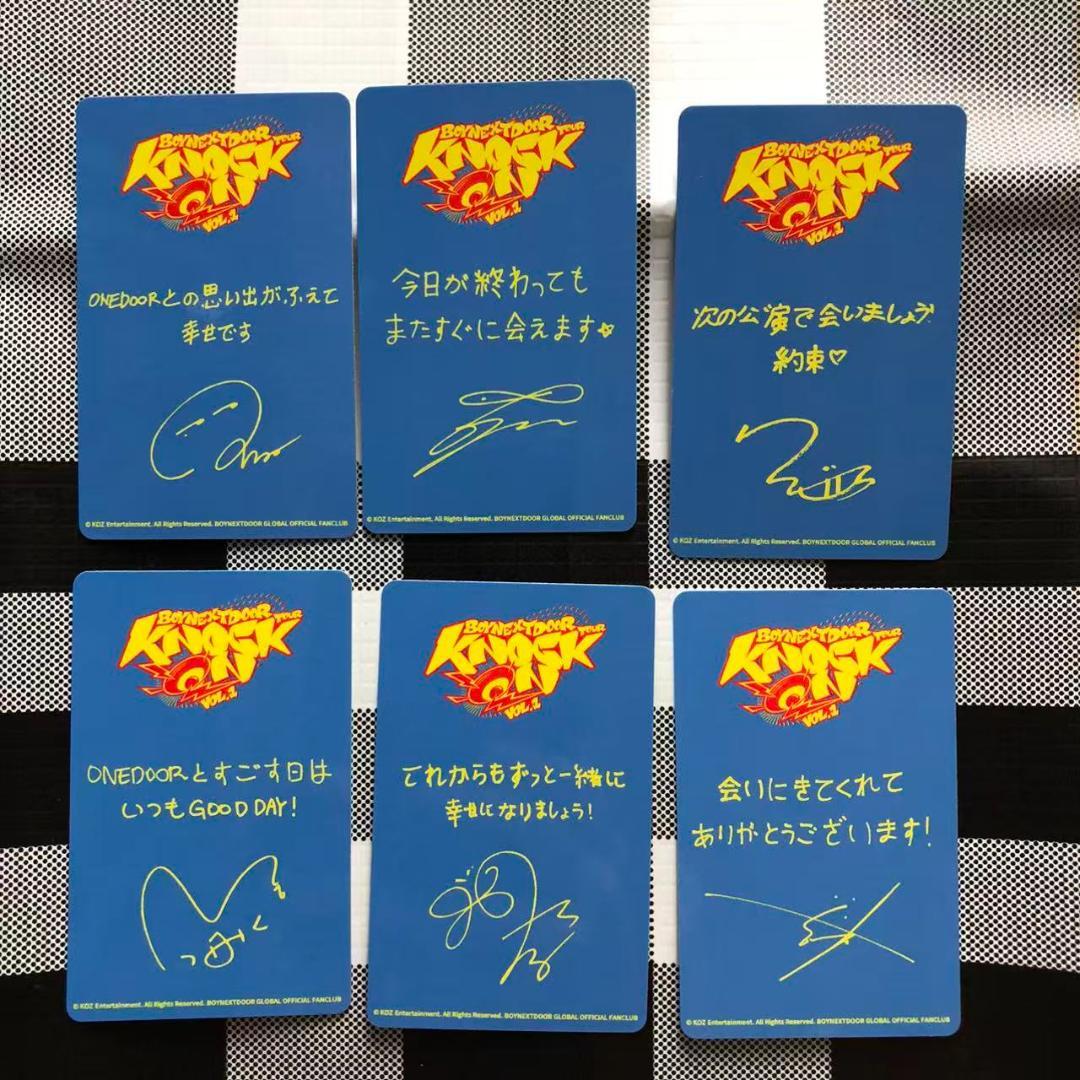 BOYNEXTDOOR TOUR
KNOCK
ON
VOL.1
ONEDOORとの思い出がふえて
幸せです
© KOZ Entertainment. All Rights Reserved. BOYNEXTDOOR GLOBAL OFFICIAL FANCLUB
BOYNEXTDOOR TOUR
KNOCK
ON
VOL.1
今日が終わっても
またすぐに会えます♡
© KOZ Entertainment. All Rights Reserved. BOYNEXTDOOR GLOBAL OFFICIAL FANCLUB
BOYNEXTDOOR TOUR
KNOCK
ON
VOL.1
次の公演で会いましょう
約束♡
© KOZ Entertainment. All Rights Reserved. BOYNEXTDOOR GLOBAL OFFICIAL FANCLUB
BOYNEXTDOOR TOUR
KNOCK
ON
VOL.1
ONEDOORとすごす日は
いつもGOOD DAY!
© KOZ Entertainment. All Rights Reserved. BOYNEXTDOOR GLOBAL OFFICIAL FANCLUB
BOYNEXTDOOR TOUR
KNOCK
ON
VOL.1
これからもずっと一緒に
幸せになりましょう!
© KOZ Entertainment. All Rights Reserved. BOYNEXTDOOR GLOBAL OFFICIAL FANCLUB
BOYNEXTDOOR TOUR
KNOCK
ON
VOL.1
会いにきてくれて
ありがとうございます!
© KOZ Entertainment. All Rights Reserved. BOYNEXTDOOR GLOBAL OFFICIAL FANCLUB